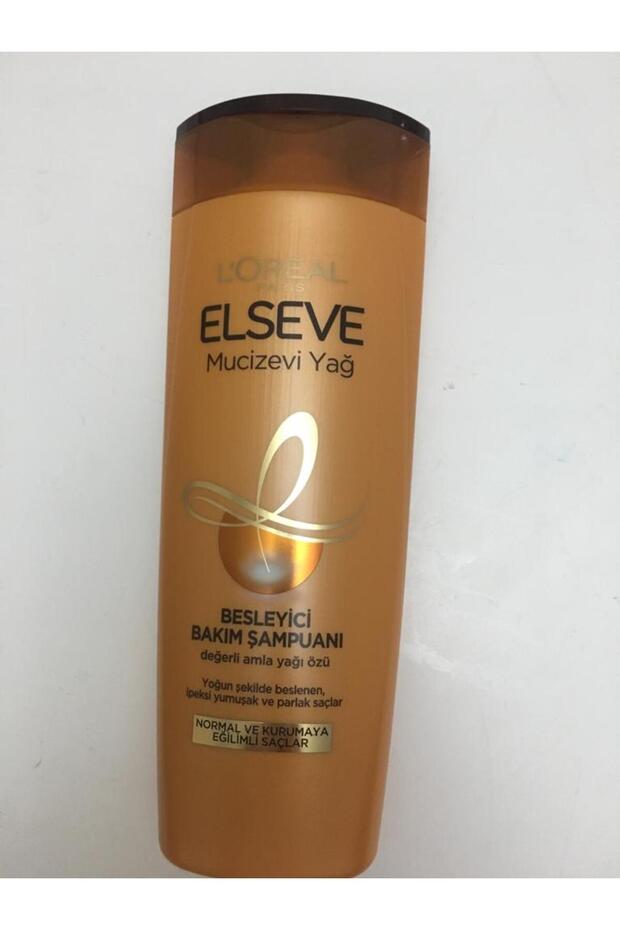 L'ORÉAL
PARIS
ELSEVE
Mucizevi Yağ
BESLEYİCİ
BAKIM ŞAMPUANI
değerli amla yağı özü
Yoğun şekilde beslenen,
ipeksi yumuşak ve parlak saçlar
NORMAL VE KURUMAYA
EĞİLİMLİ SAÇLAR